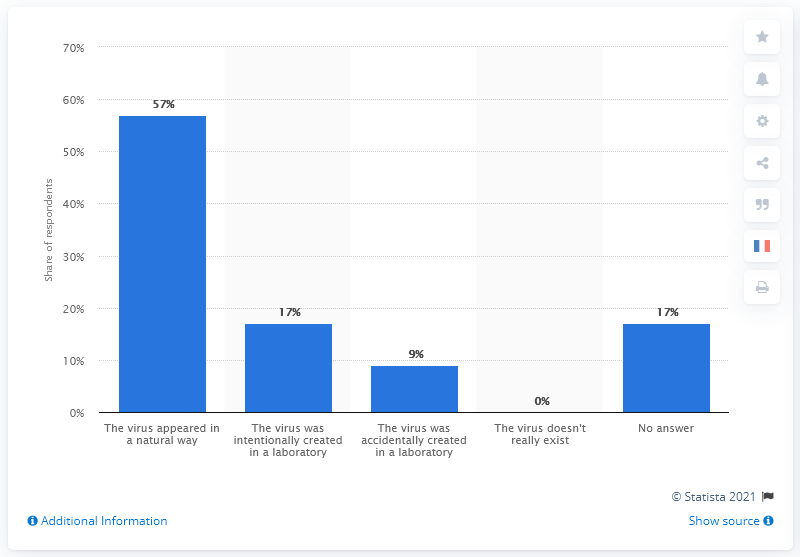 70%
60%
50%
40%
30%
20%
10%
0%
Share of respondents
57%
17%
9%
0%
17%
The virus appeared in
a natural way
The virus was
intentionally created
in a laboratory
The virus was
accidentally created
in a laboratory
The virus doesn't
really exist
No answer
© Statista 2021
Additional Information
Show source